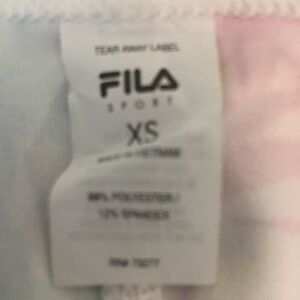 TEAR AWAY LABEL
FILA
SPORT
XS
88% POLYESTER /
12% SPANDEX